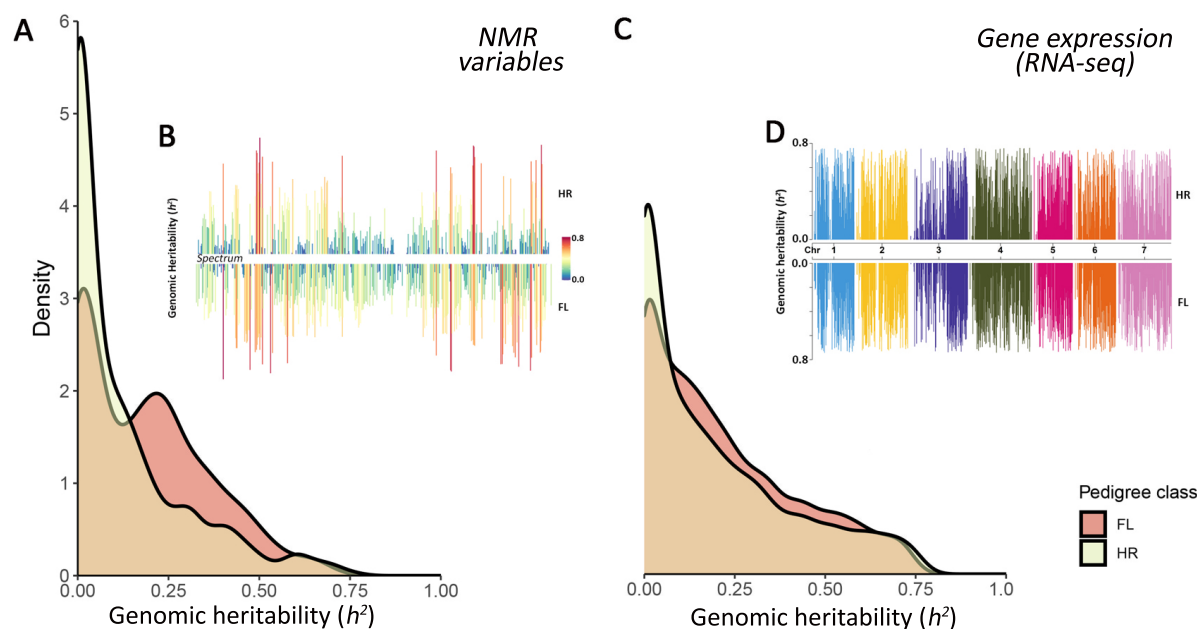 A
NMR
variables
6
5
4
3
2
1
0
Density
0.00
0.25
0.50
0.75
1.00
Genomic heritability (h²)
B
Genomic Heritability (h²)
Spectrum
HR
FL
0.8
0.0
C
Gene expression
(RNA-seq)
0.00
0.25
0.50
0.75
1.0
Genomic heritability (h²)
D
Genomic heritability (h²)
0.8
0.0
Chr 1 2 3 4 5 6 7
0.0
0.8
HR
FL
Pedigree class
FL
HR